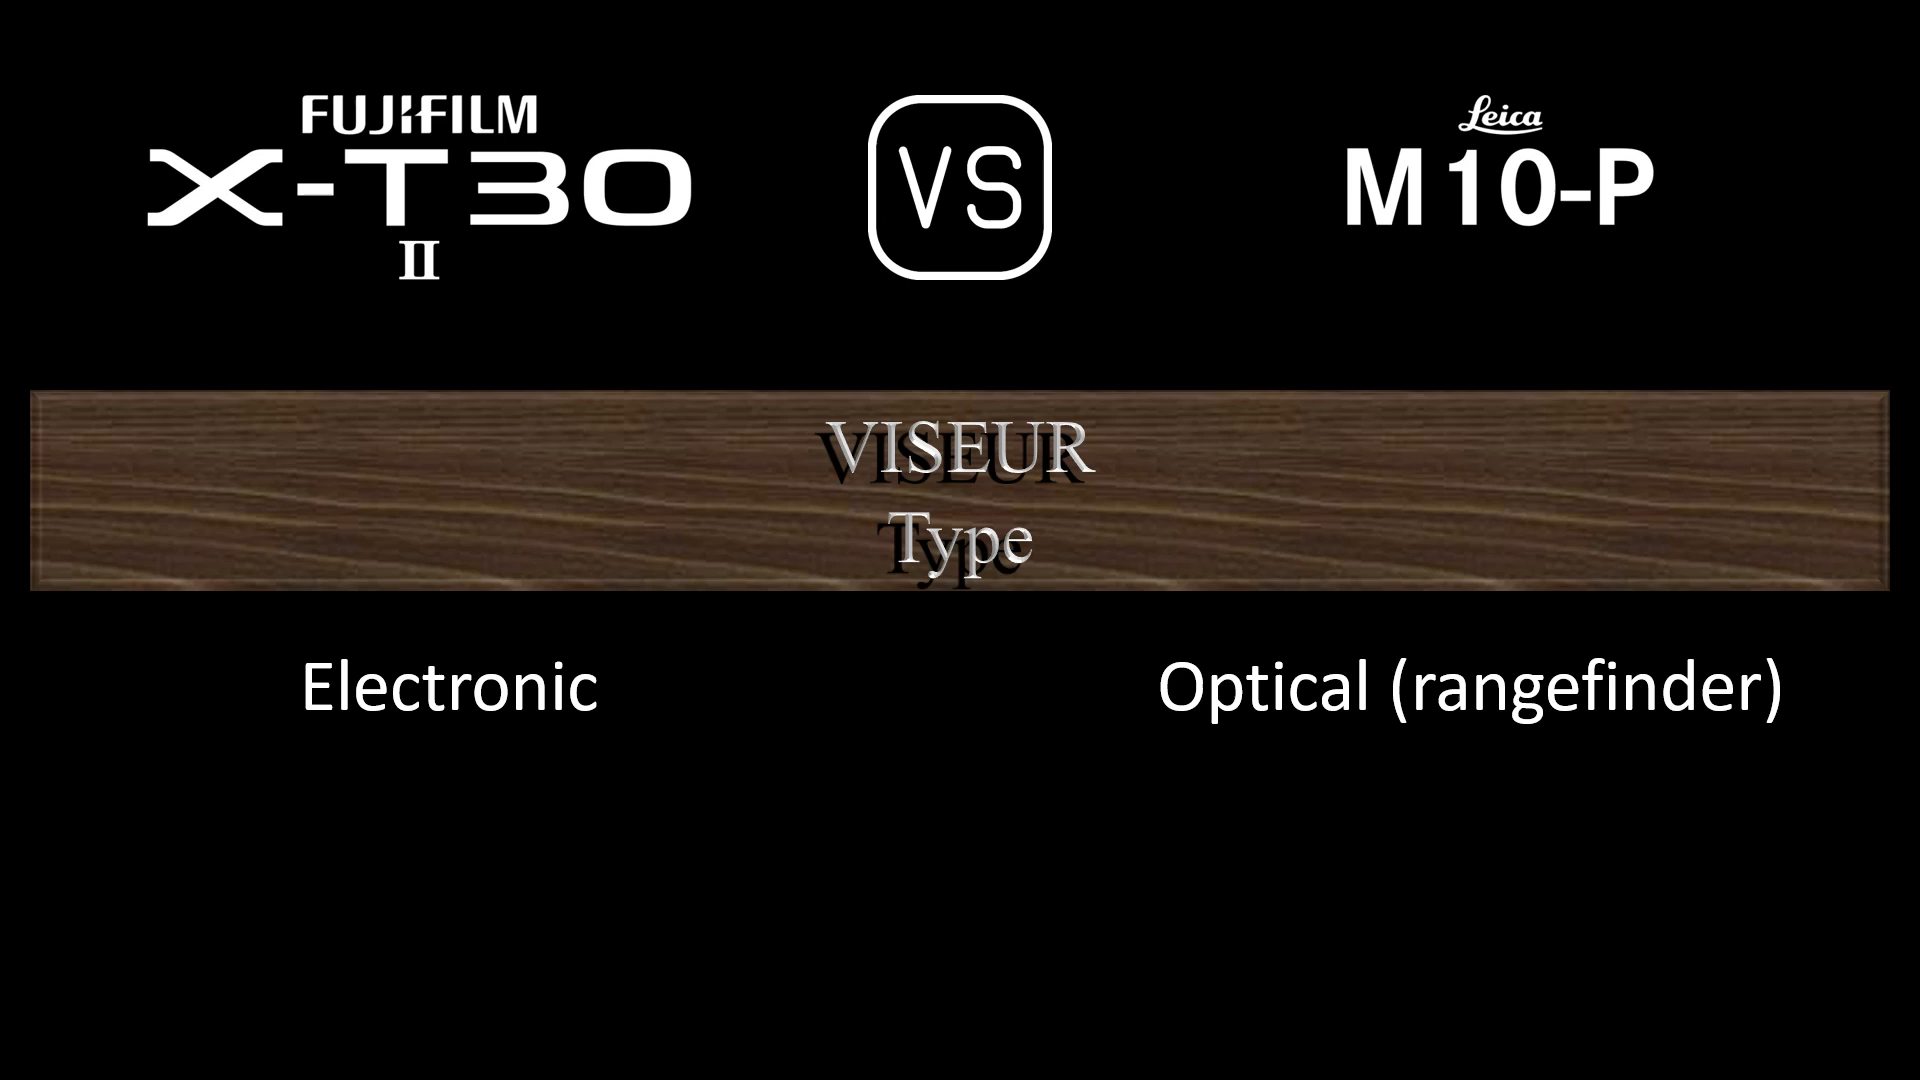 FUJIFILM
X-T30
II
VS
Leica
M10-P
VISEUR
Type
Electronic
Optical (rangefinder)